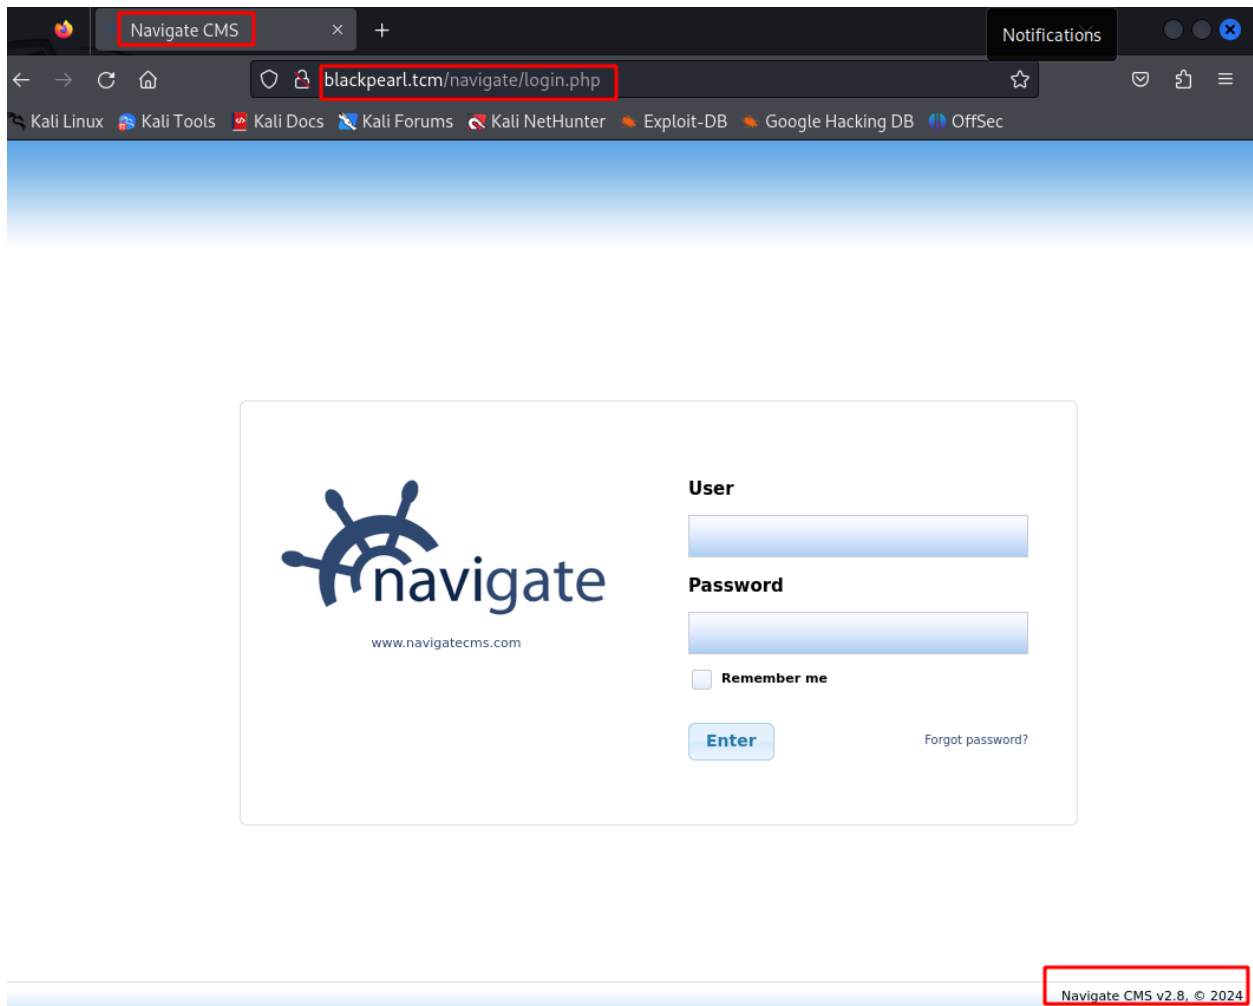 Navigate CMS
Notifications
blackpearl.tcm/navigate/login.php
Kali Linux Kali Tools Kali Docs Kali Forums Kali NetHunter Exploit-DB Google Hacking DB OffSec
User
navigate
Password
www.navigatecms.com
Remember me
Enter Forgot password?
Navigate CMS v2.8, © 2024